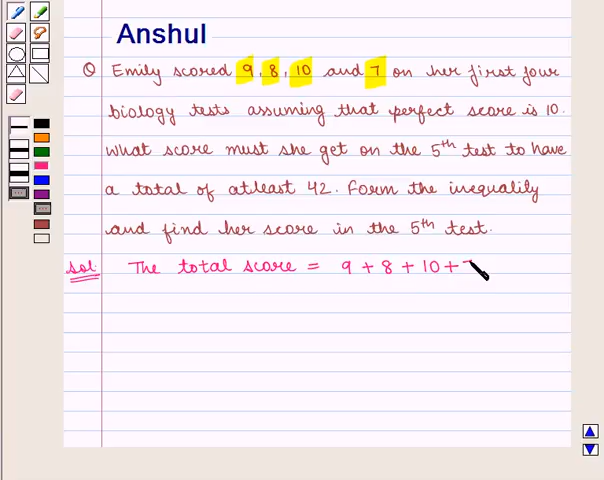 Anshul
Q Emily scored 9, 8, 10 and 7 on her first four
biology tests assuming that perfect score is 10.
What score must she get on the 5th test to have
a total of atleast 42. Form the inequality
and find her score in the 5th test.
Sol The total score = 9 + 8 + 10 +